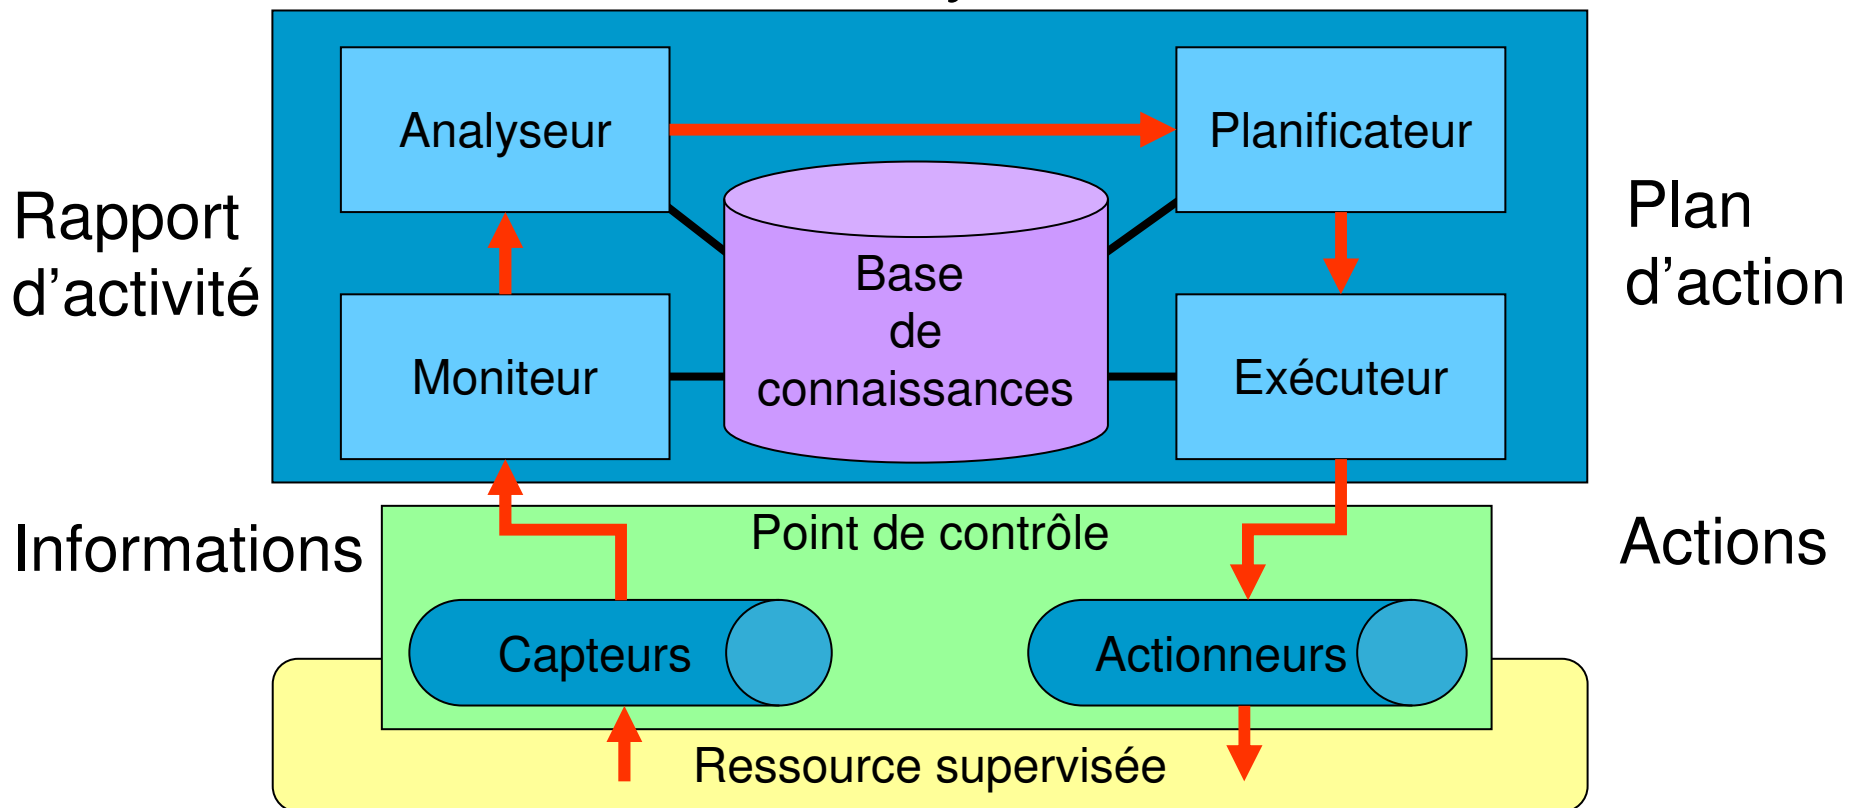 Analyseur
Planificateur
Rapport
d’activité
Plan
d’action
Base
de
connaissances
Moniteur
Exécuteur
Informations
Point de contrôle
Actions
Capteurs
Actionneurs
Ressource supervisée